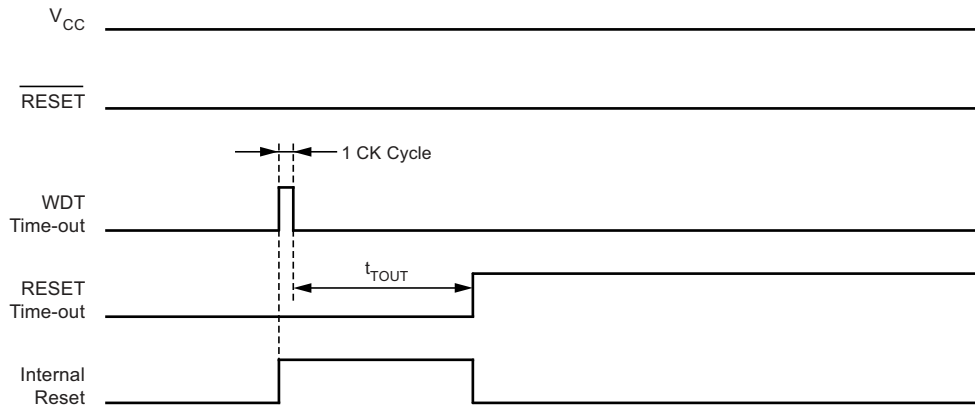 VCC
RESET
1 CK Cycle
WDT
Time-out
tTOUT
RESET
Time-out
Internal
Reset